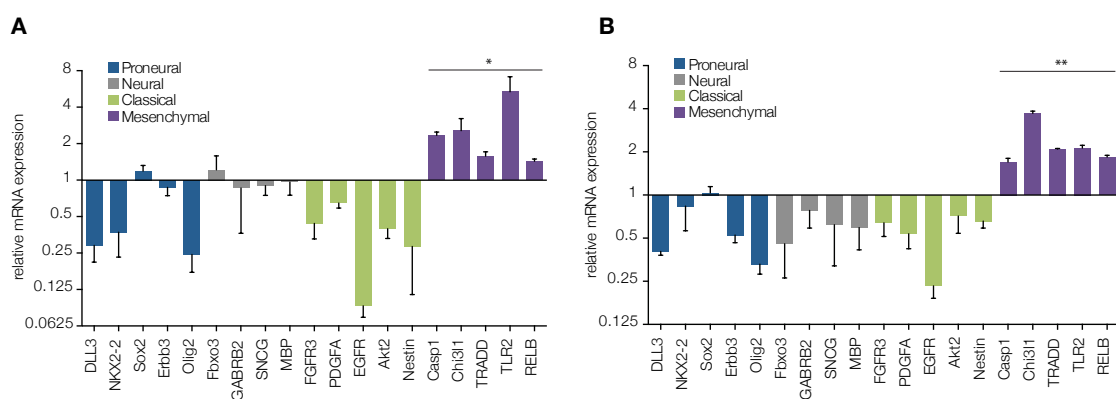 A
relative mRNA expression
8
4
2
1
0.5
0.25
0.125
0.0625
Proneural
Neural
Classical
Mesenchymal
*
DLL3
NKX2-2
Sox2
Erbb3
Olig2
Fbxo3
GABRB2
SNCG
MBP
FGFR3
PDGFA
EGFR
Akt2
Nestin
Casp1
Chi3l1
TRADD
TLR2
RELB
B
relative mRNA expression
8
4
2
1
0.5
0.25
0.125
Proneural
Neural
Classical
Mesenchymal
**
DLL3
NKX2-2
Sox2
Erbb3
Olig2
Fbxo3
GABRB2
SNCG
MBP
FGFR3
PDGFA
EGFR
Akt2
Nestin
Casp1
Chi3l1
TRADD
TLR2
RELB